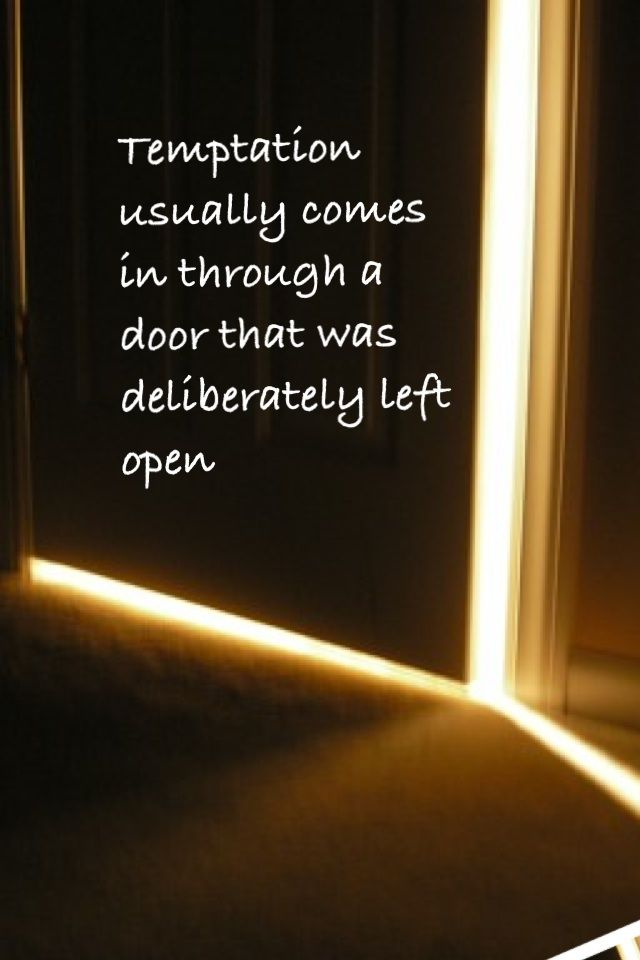 Temptation
usually comes
in through a
door that was
deliberately left
open